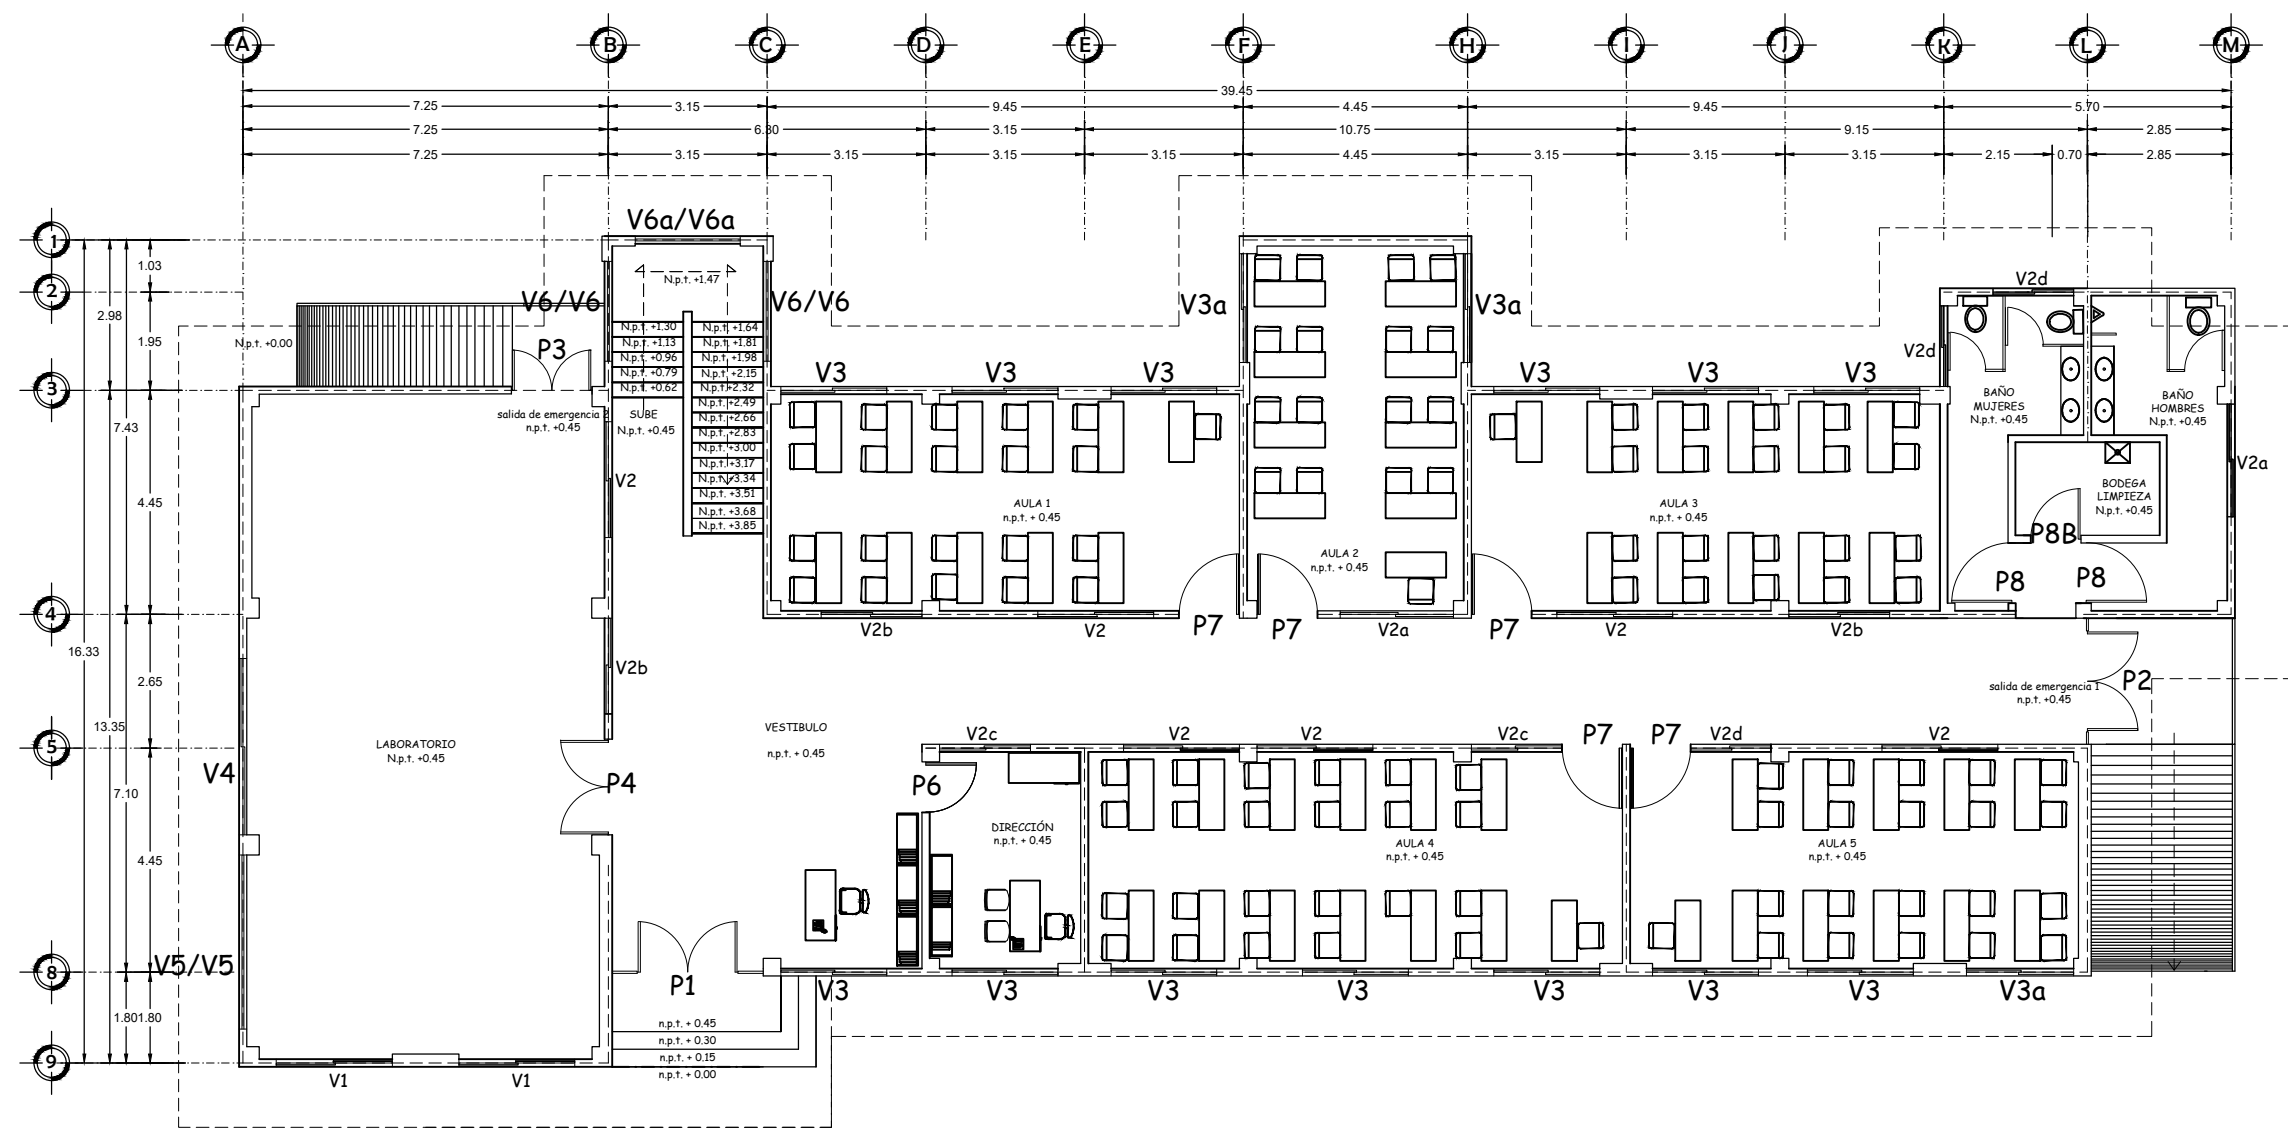 A B C D E F H I J K L M
39.45
7.25 3.15 9.45 4.45 9.45 5.70
7.25 6.30 3.15 10.75 9.15 2.85
7.25 3.15 3.15 3.15 3.15 4.45 3.15 3.15 3.15 2.15 0.70 2.85
V6a/V6a
1
1.03
N.p.t. +1.47
V2d
2
V6/V6 V6/V6 V3a V3a
2.98 1.95
N.p.t. +0.00
P3
N.p.t. +1.30 N.p.t. +1.64
N.p.t. +1.13 N.p.t. +1.81
N.p.t. +0.96 N.p.t. +1.98
N.p.t. +0.79 N.p.t. +2.15
N.p.t. +0.62 N.p.t. +2.32
V2d
V3 V3 V3 V3 V3 V3
3
BAÑO
MUJERES
N.p.t. +0.45
BAÑO
HOMBRES
N.p.t. +0.45
salida de emergencia 2
n.p.t. +0.45
SUBE
N.p.t. +0.45
N.p.t. +2.49
N.p.t. +2.66
N.p.t. +2.83
N.p.t. +3.00
N.p.t. +3.17
N.p.t. +3.34
N.p.t. +3.51
N.p.t. +3.68
N.p.t. +3.85
7.43
4.45
V2
V2a
BODEGA
LIMPIEZA
N.p.t. +0.45
AULA 1
n.p.t. + 0.45
AULA 3
n.p.t. + 0.45
AULA 2
n.p.t. + 0.45
P8B
P8 P8
4
V2b V2 P7 P7 V2a P7 V2 V2b
16.33
2.65
V2b
P2
salida de emergencia 1
n.p.t. +0.45
13.35
VESTIBULO
n.p.t. + 0.45
5
LABORATORIO
N.p.t. +0.45
V2c V2 V2 V2c P7 P7 V2d V2
V4
P4
P6
7.10
DIRECCIÓN
n.p.t. + 0.45
AULA 4
n.p.t. + 0.45
AULA 5
n.p.t. + 0.45
4.45
8
V5/V5
P1
V3 V3 V3 V3 V3 V3 V3 V3a
1.80 1.80
n.p.t. + 0.45
n.p.t. + 0.30
n.p.t. + 0.15
n.p.t. + 0.00
9
V1 V1